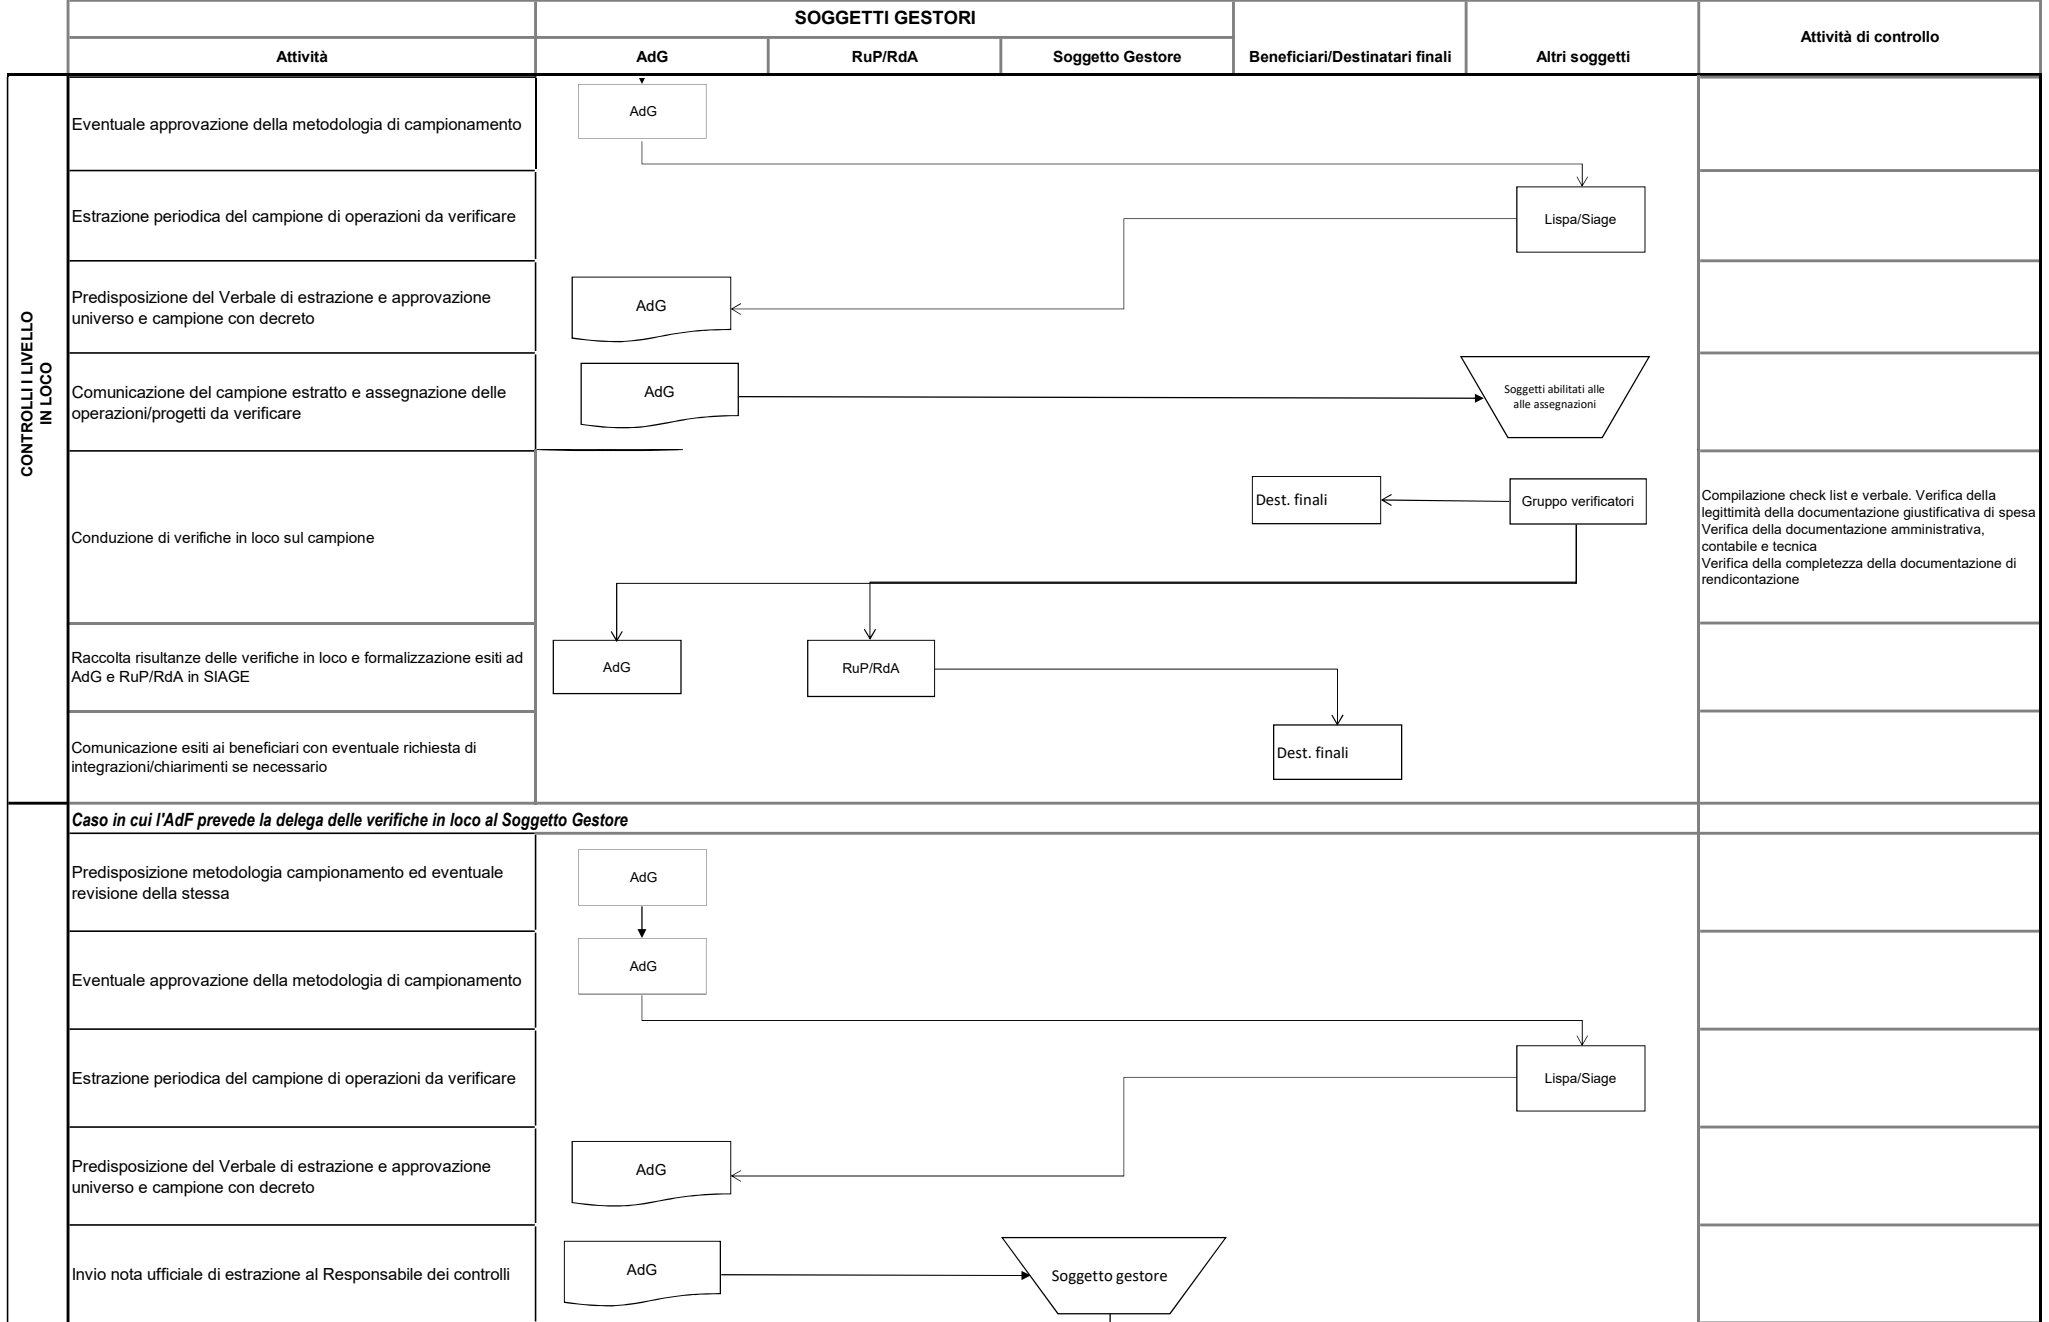 SOGGETTI GESTORI
Attività
AdG
RuP/RdA
Soggetto Gestore
Beneficiari/Destinatari finali
Altri soggetti
Attività di controllo
CONTROLLI I LIVELLO
IN LOCO
Eventuale approvazione della metodologia di campionamento
AdG
Estrazione periodica del campione di operazioni da verificare
Lispa/Siage
Predisposizione del Verbale di estrazione e approvazione
universo e campione con decreto
AdG
Comunicazione del campione estratto e assegnazione delle
operazioni/progetti da verificare
AdG
Soggetti abilitati alle
alle assegnazioni
Conduzione di verifiche in loco sul campione
Dest. finali
Gruppo verificatori
Compilazione check list e verbale. Verifica della
legittimità della documentazione giustificativa di spesa
Verifica della documentazione amministrativa,
contabile e tecnica
Verifica della completezza della documentazione di
rendicontazione
Raccolta risultanze delle verifiche in loco e formalizzazione esiti ad
AdG e RuP/RdA in SIAGE
AdG
RuP/RdA
Comunicazione esiti ai beneficiari con eventuale richiesta di
integrazioni/chiarimenti se necessario
Dest. finali
Caso in cui l'AdF prevede la delega delle verifiche in loco al Soggetto Gestore
Predisposizione metodologia campionamento ed eventuale
revisione della stessa
AdG
Eventuale approvazione della metodologia di campionamento
AdG
Estrazione periodica del campione di operazioni da verificare
Lispa/Siage
Predisposizione del Verbale di estrazione e approvazione
universo e campione con decreto
AdG
Invio nota ufficiale di estrazione al Responsabile dei controlli
AdG
Soggetto gestore